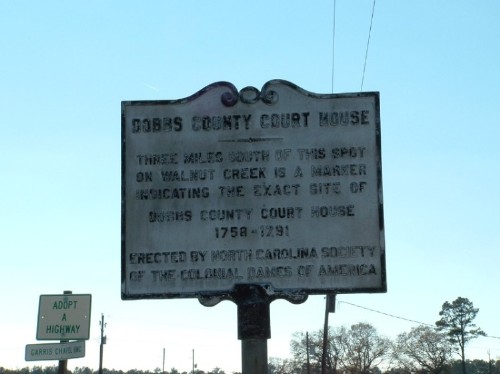 DOBBS COUNTY COURT HOUSE
THREE MILES SOUTH OF THIS SPOT
ON WALNUT CREEK IS A MARKER
INDICATING THE EXACT SITE OF
DOBBS COUNTY COURT HOUSE
1758-1791
ERECTED BY NORTH CAROLINA SOCIETY
OF THE COLONIAL DAMES OF AMERICA
ADOPT
A
HIGHWAY